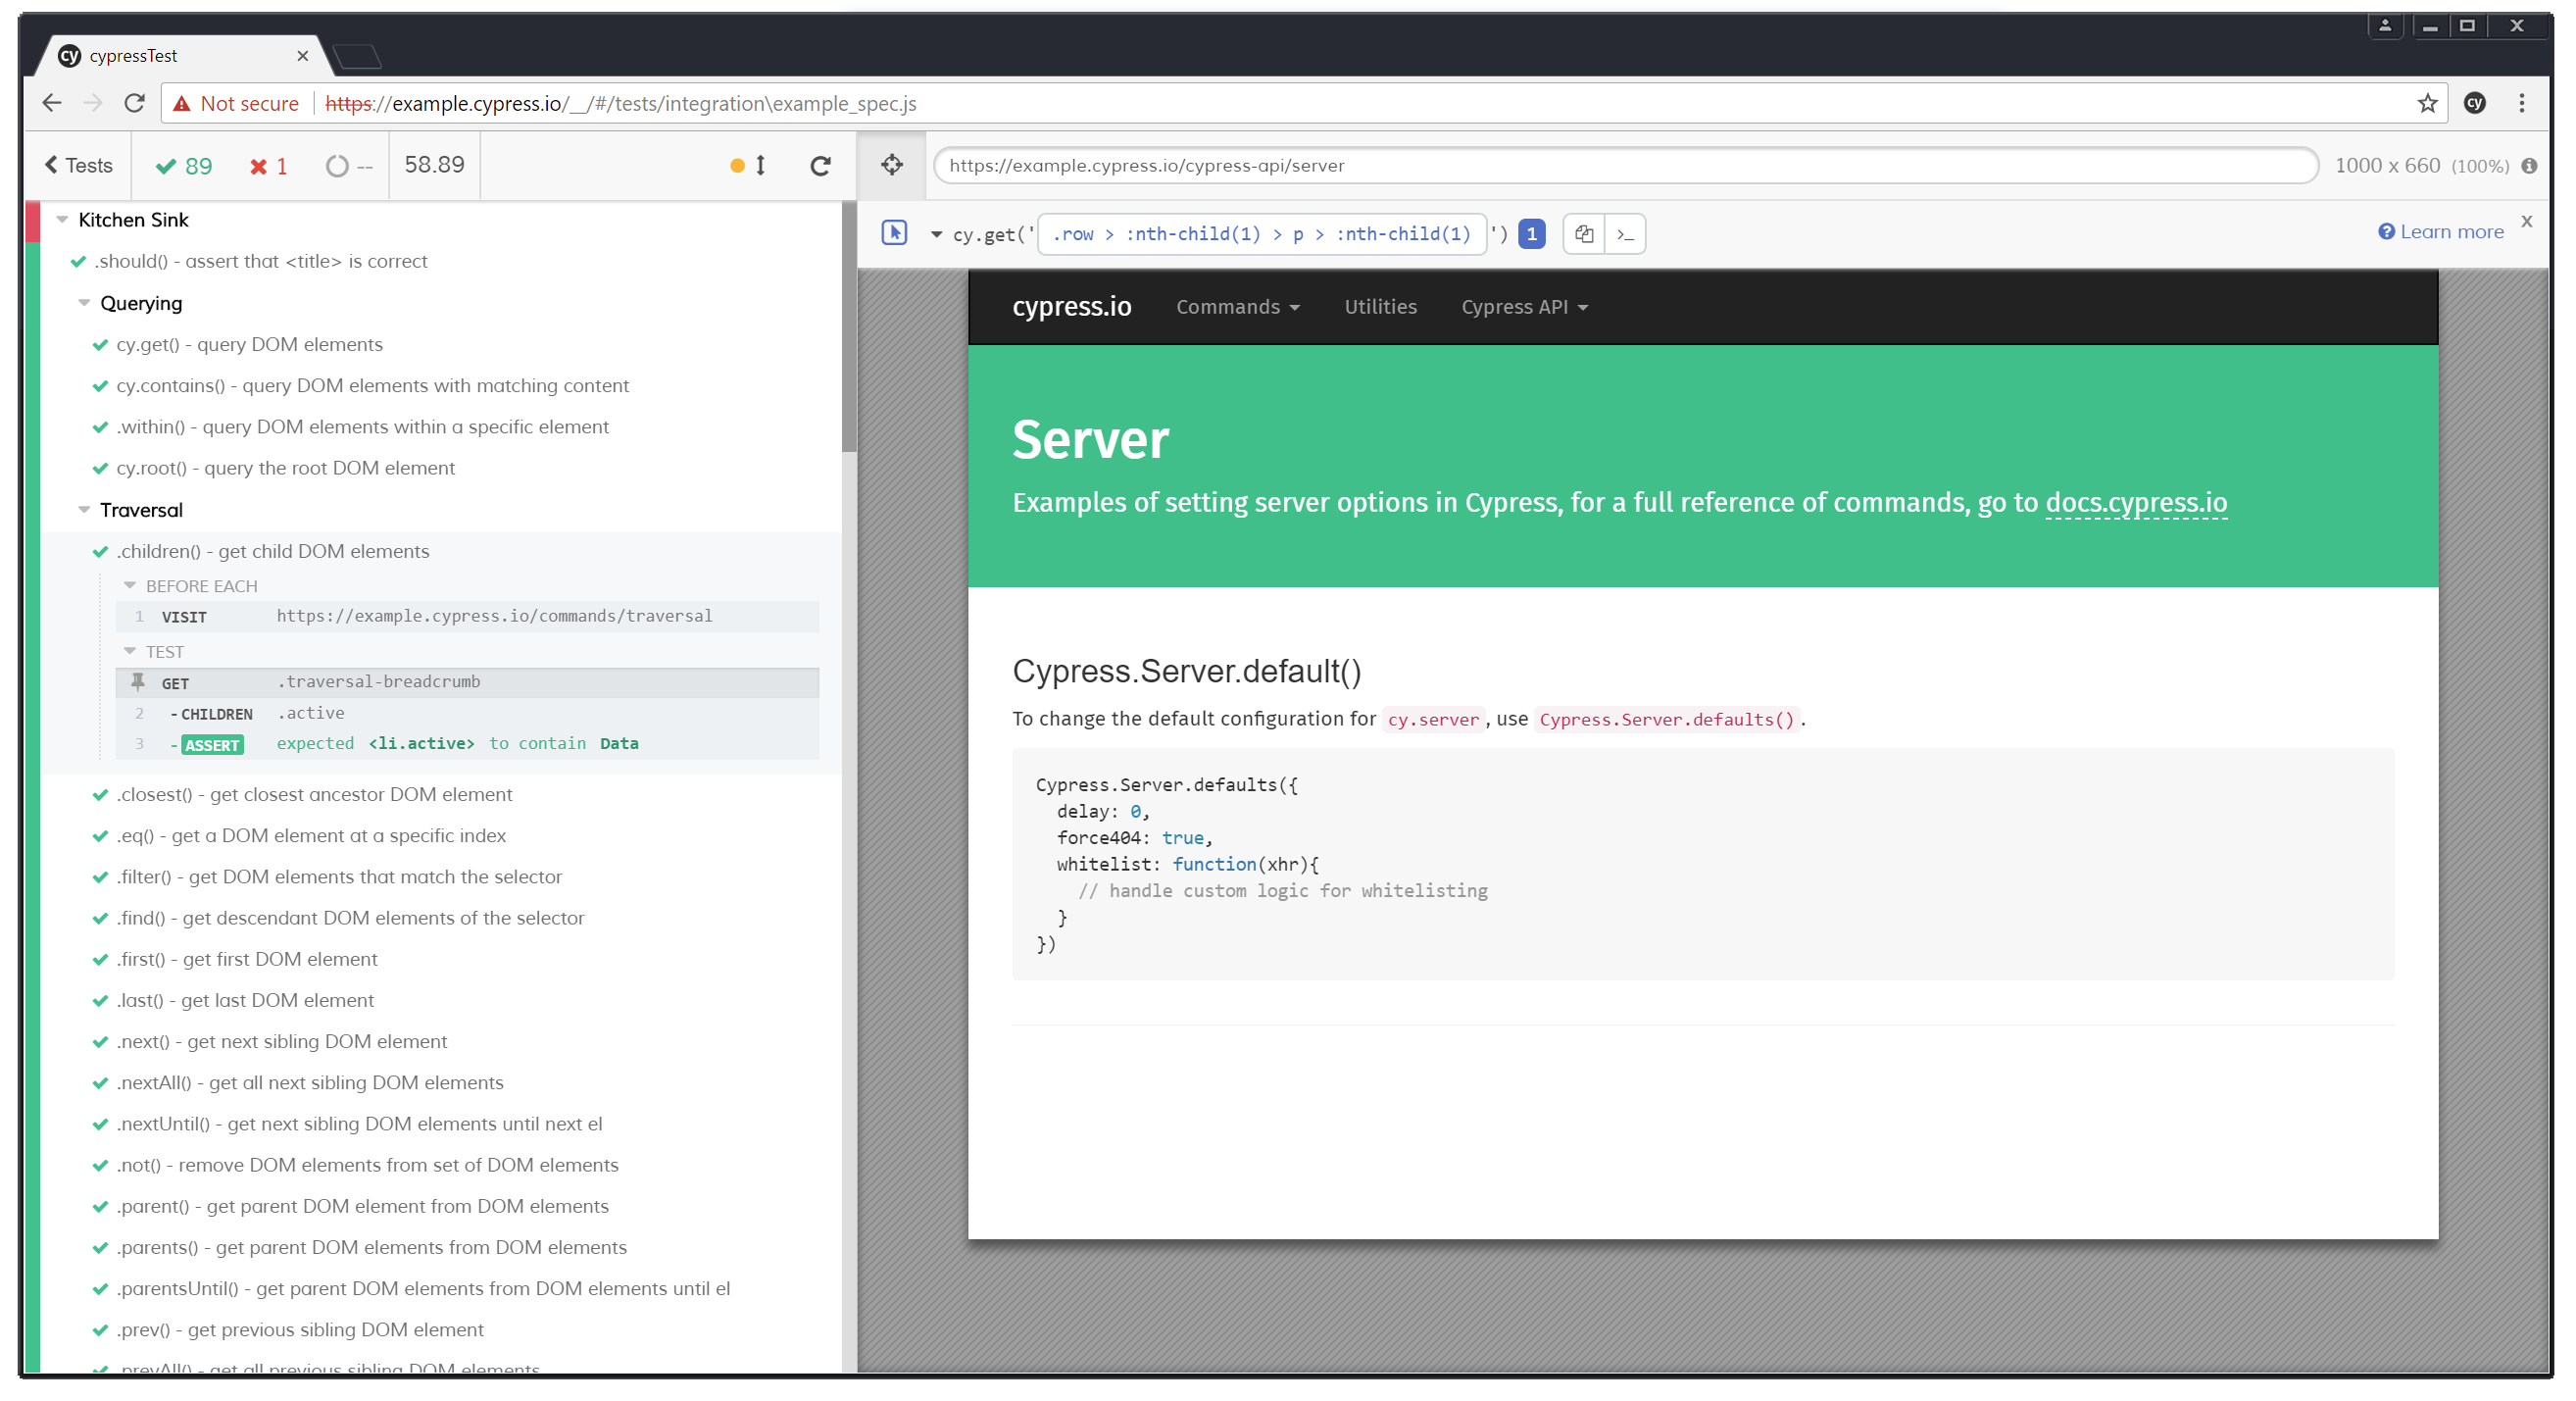 cy cypressTest
Not secure https://example.cypress.io/__/#/tests/integration\example_spec.js cy
Tests 89 1 -- 58.89
https://example.cypress.io/cypress-api/server 1000 x 660 (100%)
cy.get(' .row > :nth-child(1) > p > :nth-child(1) ') 1 >_ Learn more x
Kitchen Sink
.should() - assert that <title> is correct
Querying
cy.get() - query DOM elements
cy.contains() - query DOM elements with matching content
.within() - query DOM elements within a specific element
cy.root() - query the root DOM element
Traversal
.children() - get child DOM elements
BEFORE EACH
1 VISIT https://example.cypress.io/commands/traversal
TEST
GET .traversal-breadcrumb
2 - CHILDREN .active
3 - ASSERT expected <li.active> to contain Data
.closest() - get closest ancestor DOM element
.eq() - get a DOM element at a specific index
.filter() - get DOM elements that match the selector
.find() - get descendant DOM elements of the selector
.first() - get first DOM element
.last() - get last DOM element
.next() - get next sibling DOM element
.nextAll() - get all next sibling DOM elements
.nextUntil() - get next sibling DOM elements until next el
.not() - remove DOM elements from set of DOM elements
.parent() - get parent DOM element from DOM elements
.parents() - get parent DOM elements from DOM elements
.parentsUntil() - get parent DOM elements from DOM elements until el
.prev() - get previous sibling DOM element
.prevAll() - get all previous sibling DOM elements
cypress.io Commands Utilities Cypress API
Server
Examples of setting server options in Cypress, for a full reference of commands, go to docs.cypress.io
Cypress.Server.default()
To change the default configuration for cy.server, use Cypress.Server.defaults().
Cypress.Server.defaults({
delay: 0,
force404: true,
whitelist: function(xhr){
// handle custom logic for whitelisting
}
})